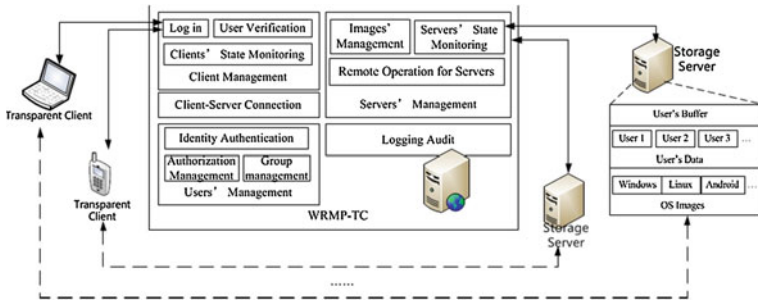 Log in
User Verification
Clients' State Monitoring
Client Management
Client-Server Connection
Identity Authentication
Authorization
Management
Group
management
Users' Management
Images'
Management
Servers' State
Monitoring
Remote Operation for Servers
Servers' Management
Logging Audit
WRMP-TC
Transparent Client
Transparent
Client
Storage
Server
Storage
Server
User's Buffer
User 1
User 2
User 3
...
User's Data
Windows
Linux
Android
...
OS Images
......